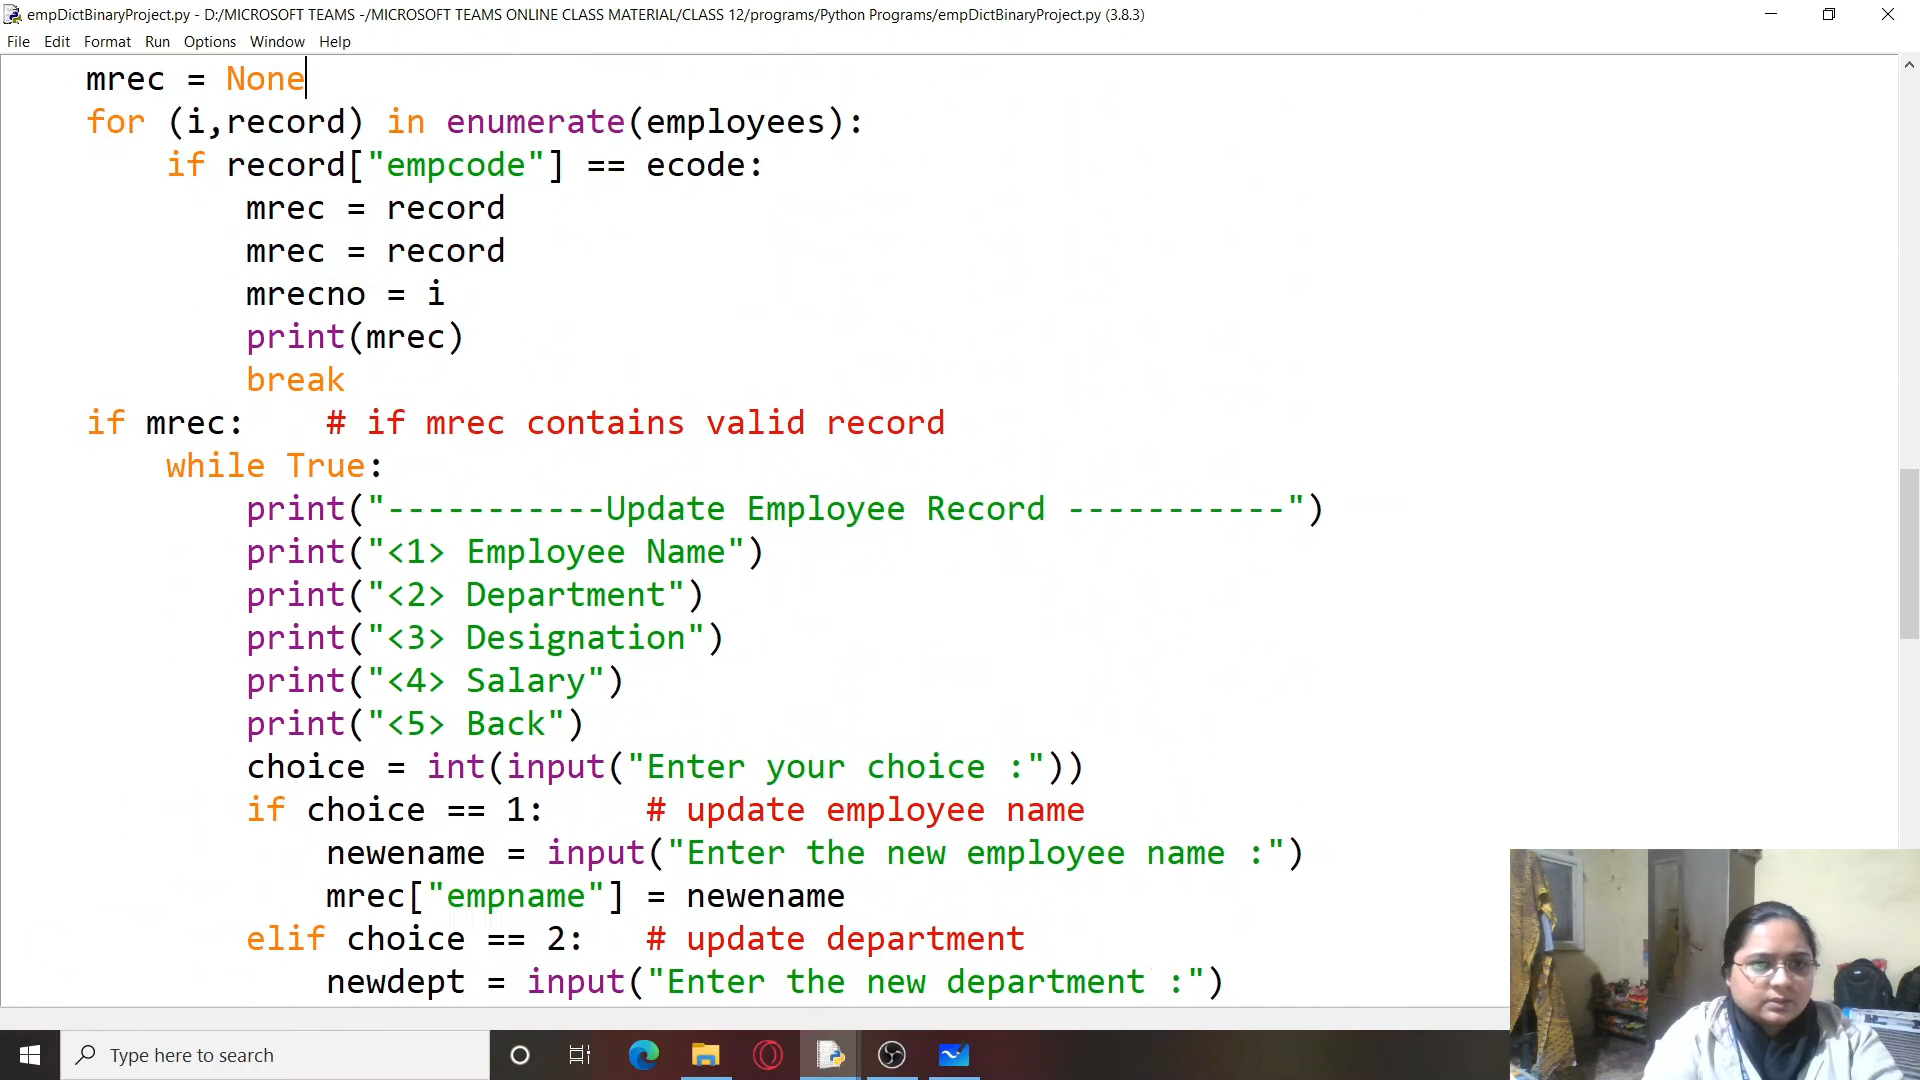 empDictBinaryProject.py - D:/MICROSOFT TEAMS -/MICROSOFT TEAMS ONLINE CLASS MATERIAL/CLASS 12/programs/Python Programs/empDictBinaryProject.py (3.8.3)
File Edit Format Run Options Window Help
mrec = None
for (i,record) in enumerate(employees):
if record["empcode"] == ecode:
mrec = record
mrec = record
mrecno = i
print(mrec)
break
if mrec: # if mrec contains valid record
while True:
print("-----------Update Employee Record -----------")
print("<1> Employee Name")
print("<2> Department")
print("<3> Designation")
print("<4> Salary")
print("<5> Back")
choice = int(input("Enter your choice :"))
if choice == 1: # update employee name
newename = input("Enter the new employee name :")
mrec["empname"] = newename
elif choice == 2: # update department
newdept = input("Enter the new department :")
Type here to search